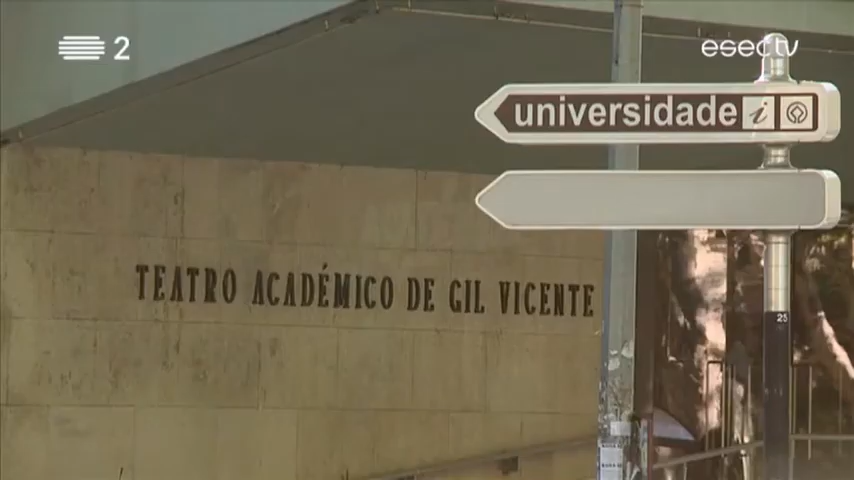 2
esectv
universidade i
TEATRO ACADÉMICO DE GIL VICENTE
25